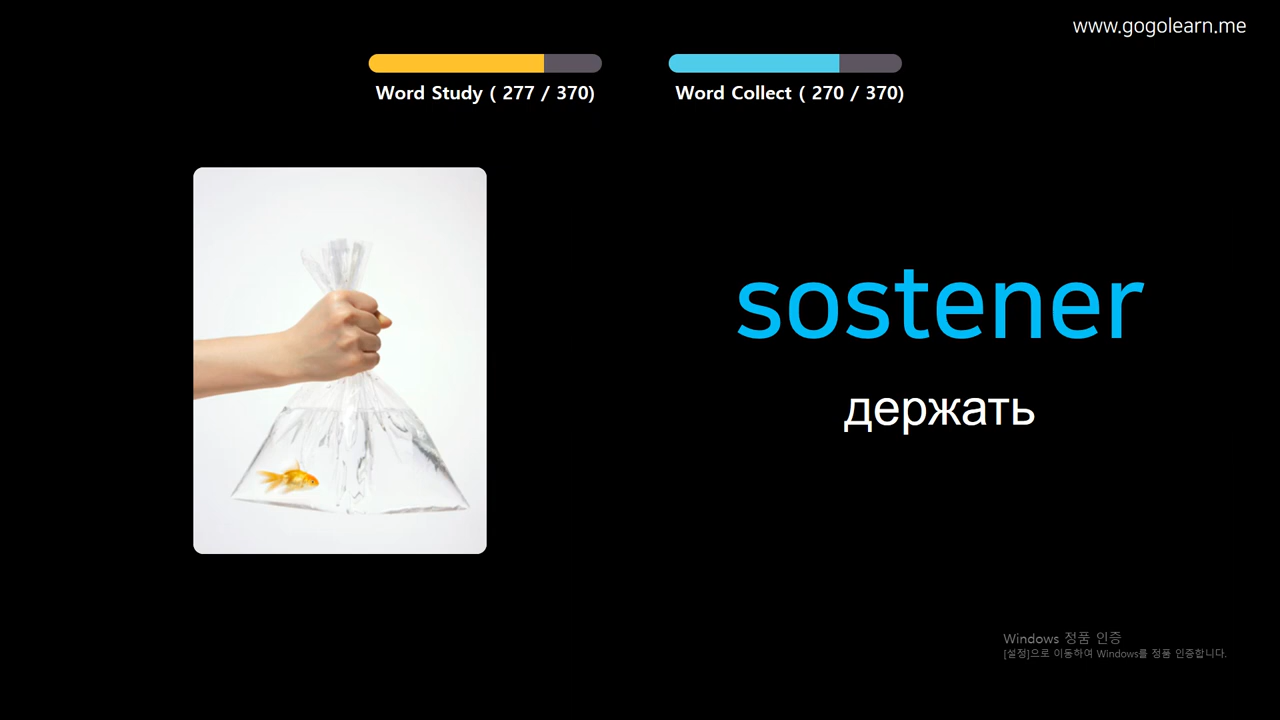 www.gogolearn.me
Word Study ( 277 / 370)
Word Collect ( 270 / 370)
sostener
держать
Windows 정품 인증
[설정]으로 이동하여 Windows를 정품 인증합니다.